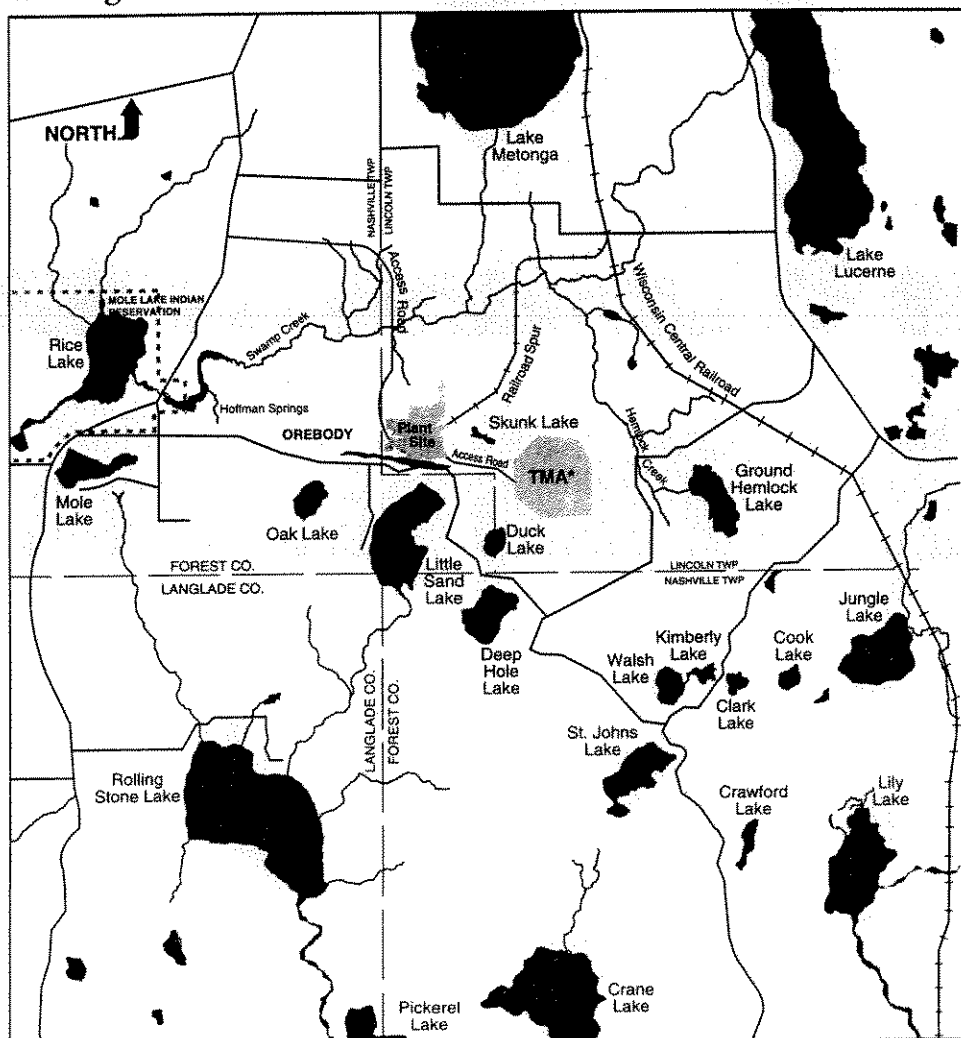 NORTH
Lake
Metonga
NASHVILLE TWP
LINCOLN TWP
Lake
Lucerne
Access Road
Wisconsin Central Railroad
MOLE LAKE INDIAN
RESERVATION
Rice
Lake
Swamp Creek
Railroad Spur
Hoffman Springs
OREBODY
Plant
Site
Skunk Lake
Access Road
TMA*
Hemlock Creek
Ground
Hemlock
Lake
Mole
Lake
Oak Lake
Duck
Lake
Little
Sand
Lake
FOREST CO.
LANGLADE CO.
LINCOLN TWP
NASHVILLE TWP
Jungle
Lake
Deep
Hole
Lake
Walsh
Lake
Kimberly
Lake
Cook
Lake
Clark
Lake
LANGLADE CO.
FOREST CO.
St. Johns
Lake
Rolling
Stone Lake
Crawford
Lake
Lily
Lake
Pickerel
Lake
Crane
Lake